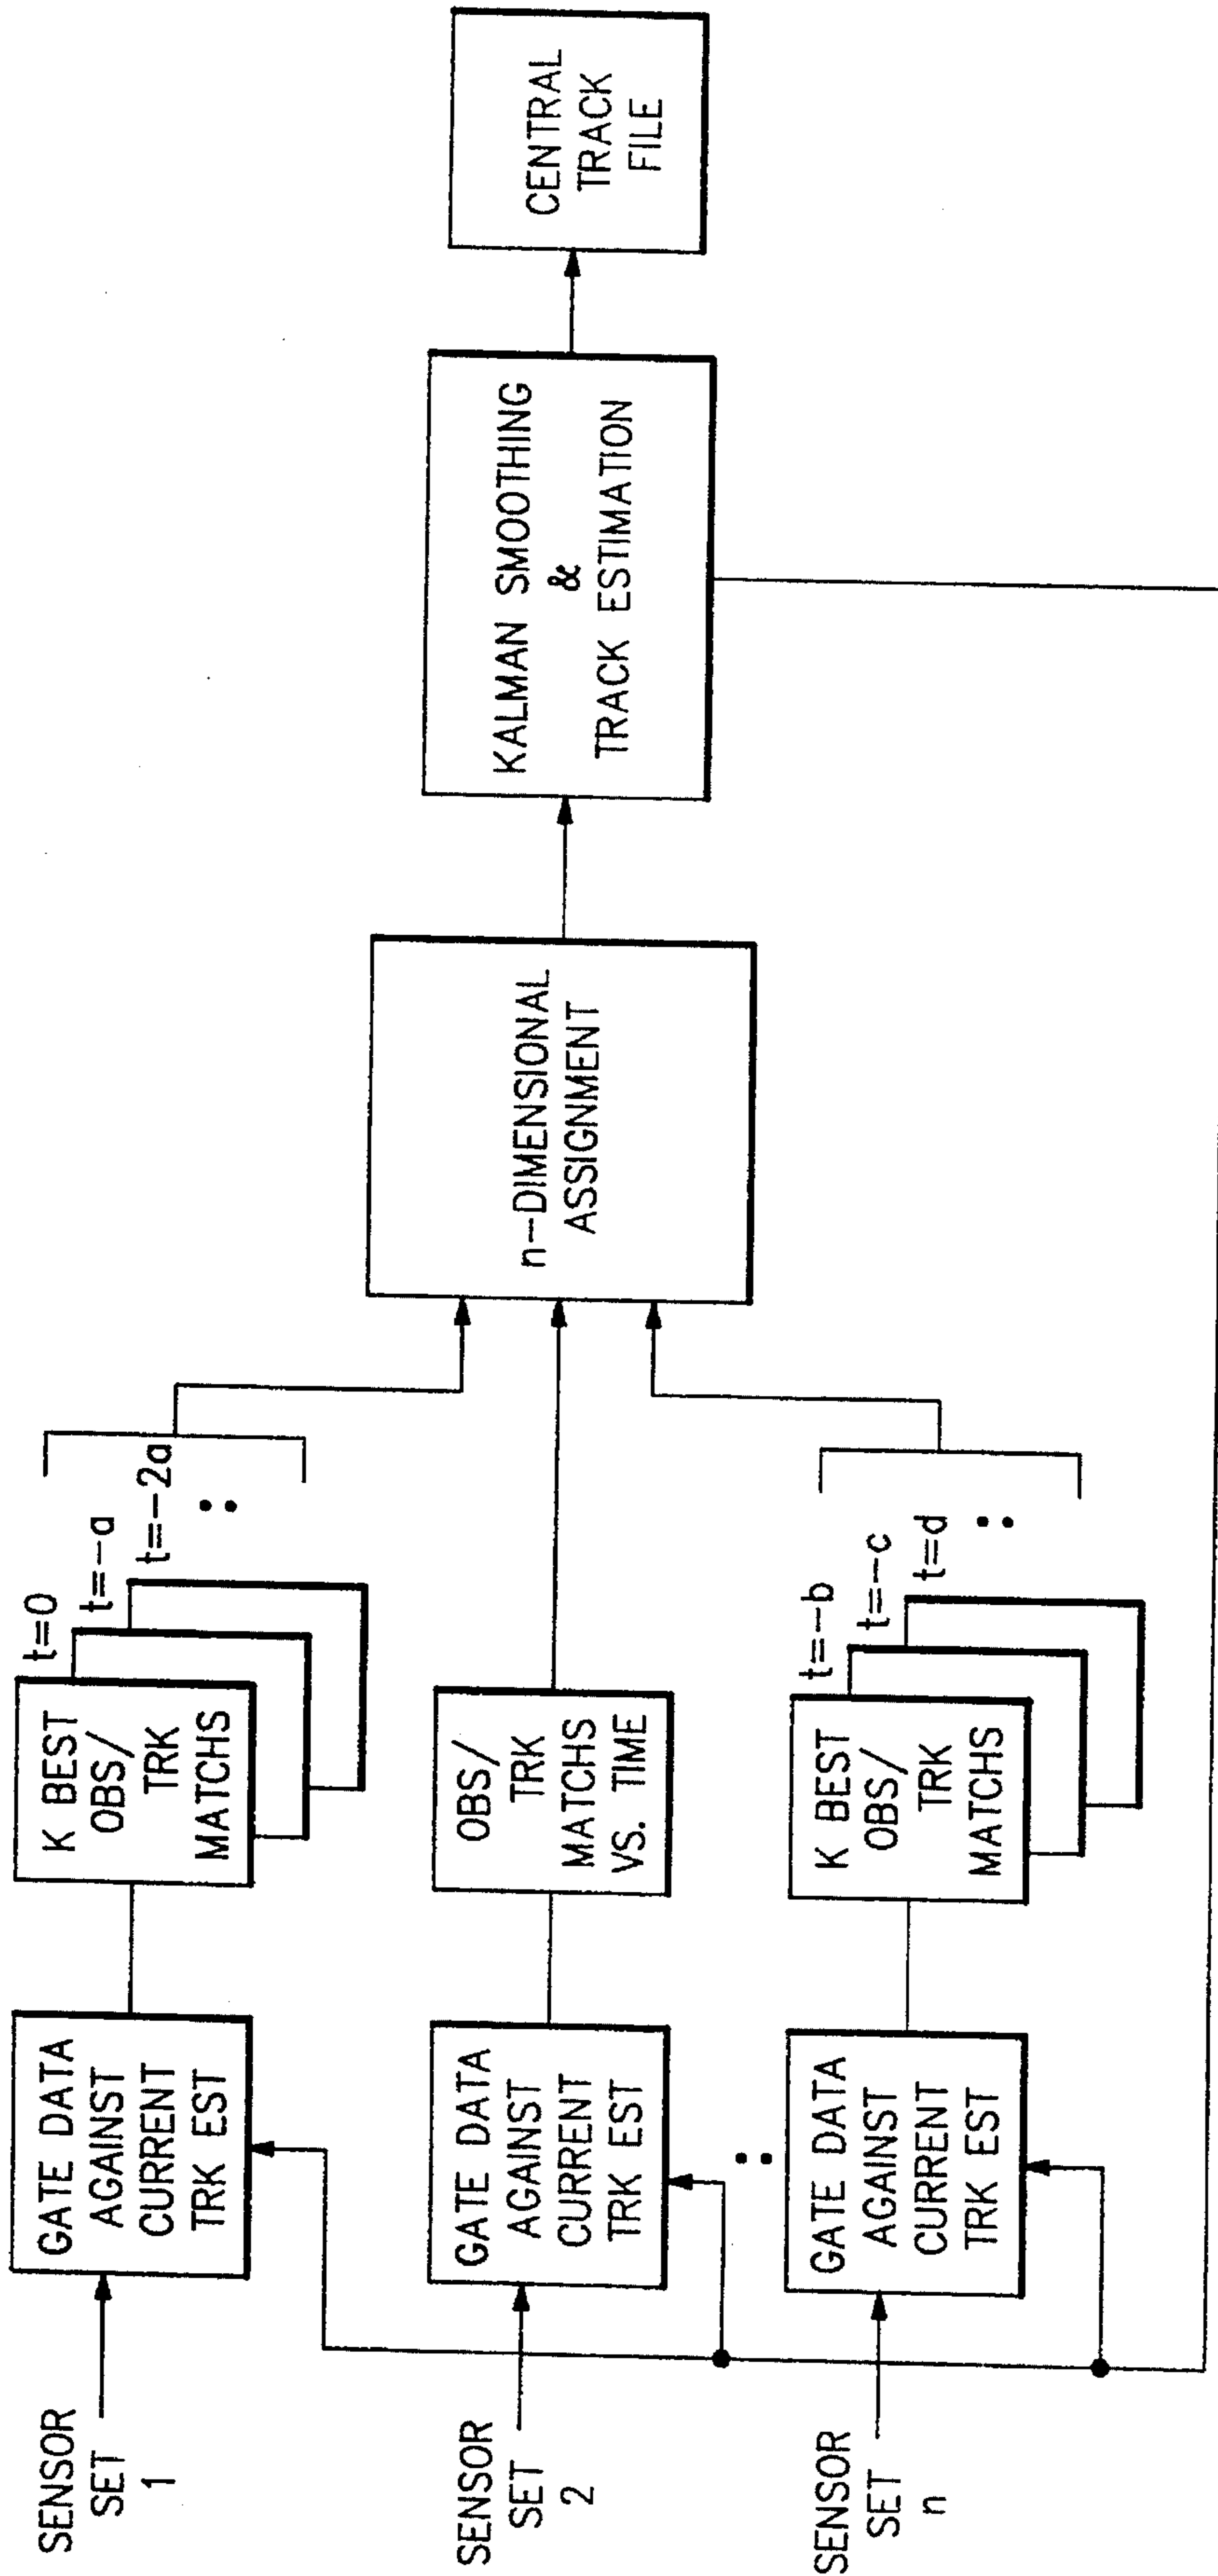 SENSOR
SET
1
GATE DATA
AGAINST
CURRENT
TRK EST
K BEST
OBS/
TRK
MATCHS
t=0
t=-a
t=-2a
SENSOR
SET
2
GATE DATA
AGAINST
CURRENT
TRK EST
OBS/
TRK
MATCHS
VS. TIME
SENSOR
SET
n
GATE DATA
AGAINST
CURRENT
TRK EST
K BEST
OBS/
TRK
MATCHS
t=-b
t=-c
t=d
n-DIMENSIONAL
ASSIGNMENT
KALMAN SMOOTHING
&
TRACK ESTIMATION
CENTRAL
TRACK
FILE